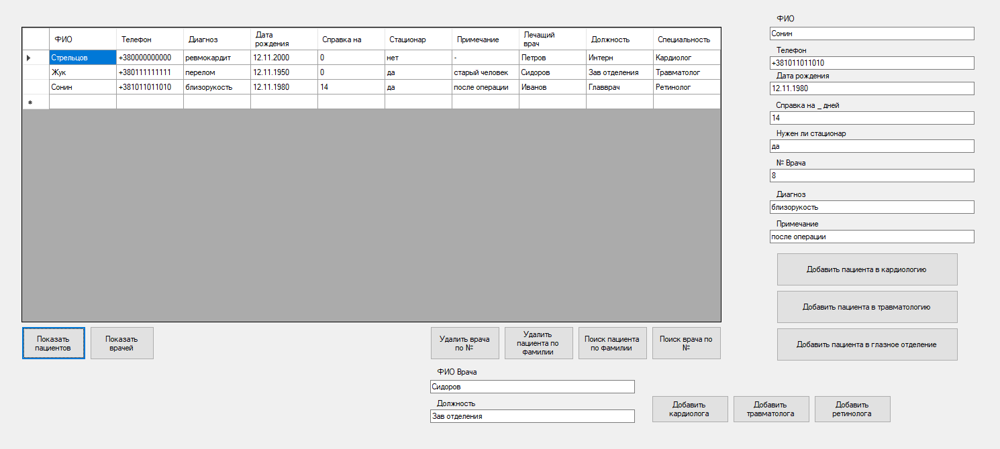 ФИО Телефон Диагноз Дата рождения Справка на Стационар Примечание Лечащий врач Должность Специальность
Стрельцов +380000000000 ревмокардит 12.11.2000 0 нет - Петров Интерн Кардиолог
Жук +380111111111 перелом 12.11.1950 0 да старый человек Сидоров Зав отделения Травматолог
Сонин +381011011010 близорукость 12.11.1980 14 да после операции Иванов Главврач Ретинолог
ФИО
Сонин
Телефон
+381011011010
Дата рождения
12.11.1980
Справка на _ дней
14
Нужен ли стационар
да
№ Врача
8
Диагноз
близорукость
Примечание
после операции
Добавить пациента в кардиологию
Добавить пациента в травматологию
Добавить пациента в глазное отделение
Показать
пациентов
Показать
врачей
Удалить врача
по №
Удалить
пациента по
фамилии
Поиск пациента
по фамилии
Поиск врача по
№
ФИО Врача
Сидоров
Должность
Зав отделения
Добавить
кардиолога
Добавить
травматолога
Добавить
ретинолога